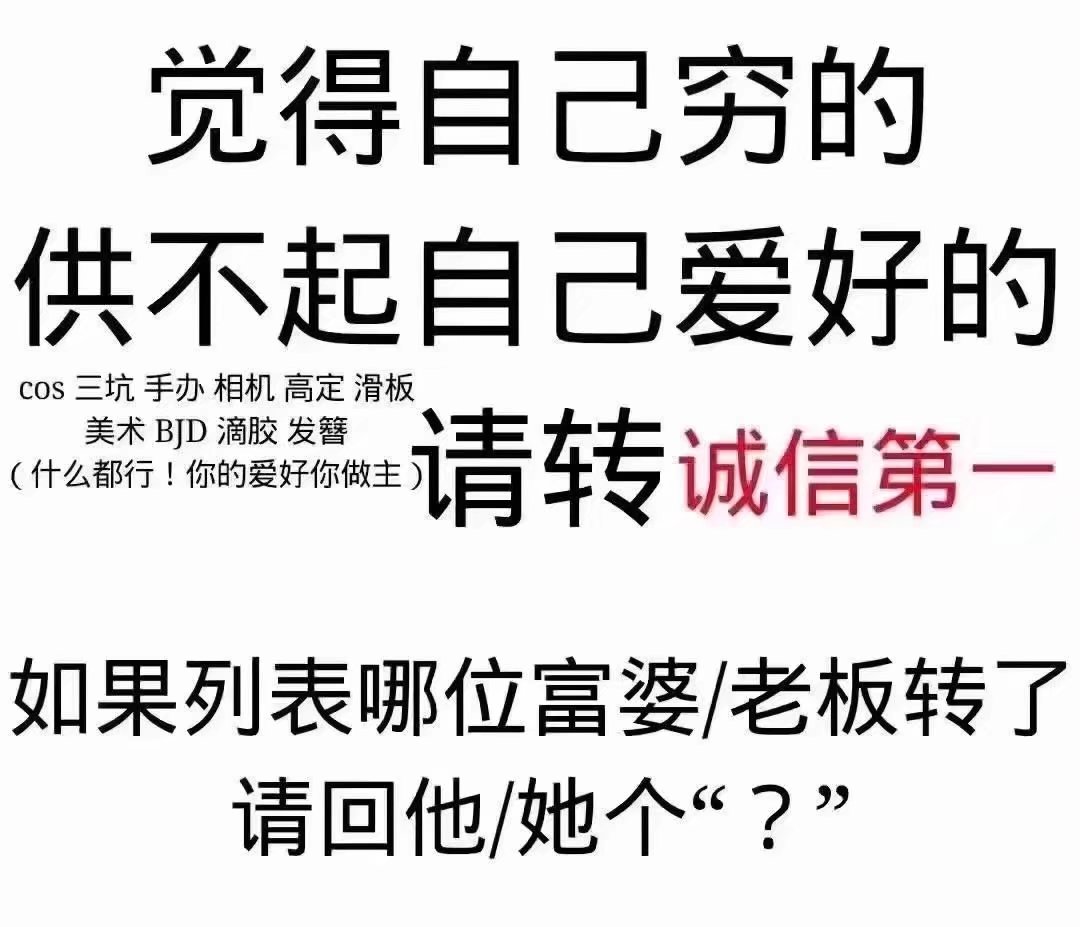 觉得自己穷的
供不起自己爱好的
cos 三坑 手办 相机 高定 滑板
美术 BJD 滴胶 发簪
（什么都行！你的爱好你做主）
请转 诚信第一
如果列表哪位富婆/老板转了
请回他/她个“？”